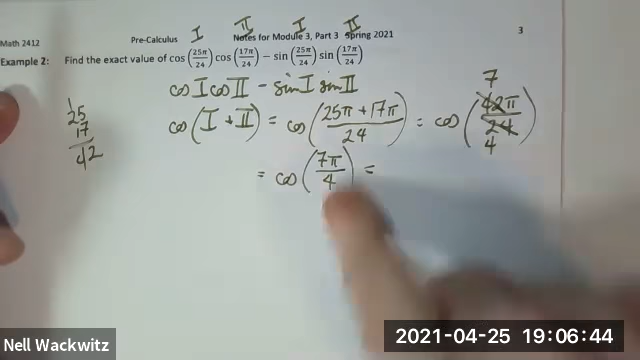 I II I II
Math 2412 Pre-Calculus Notes for Module 3, Part 3 Spring 2021 3
Example 2: Find the exact value of cos (25π/24) cos (17π/24) − sin (25π/24) sin (17π/24)
cos I cos II - sin I sin II
cos (I + II) = cos (25π + 17π / 24) = cos (42π/24)
7
4
1
25
17
42
= cos (7π/4) =
Nell Wackwitz
2021-04-25 19:06:44